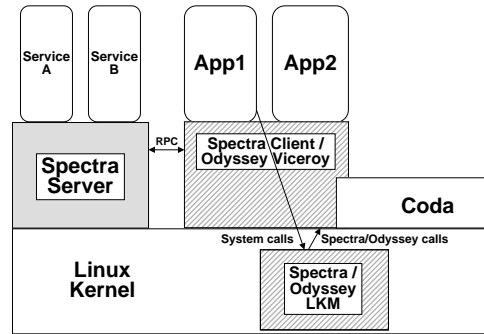 Service
A
Service
B
App1
App2
Spectra
Server
RPC
Spectra Client /
Odyssey Viceroy
Coda
System calls
Spectra/Odyssey calls
Linux
Kernel
Spectra /
Odyssey
LKM